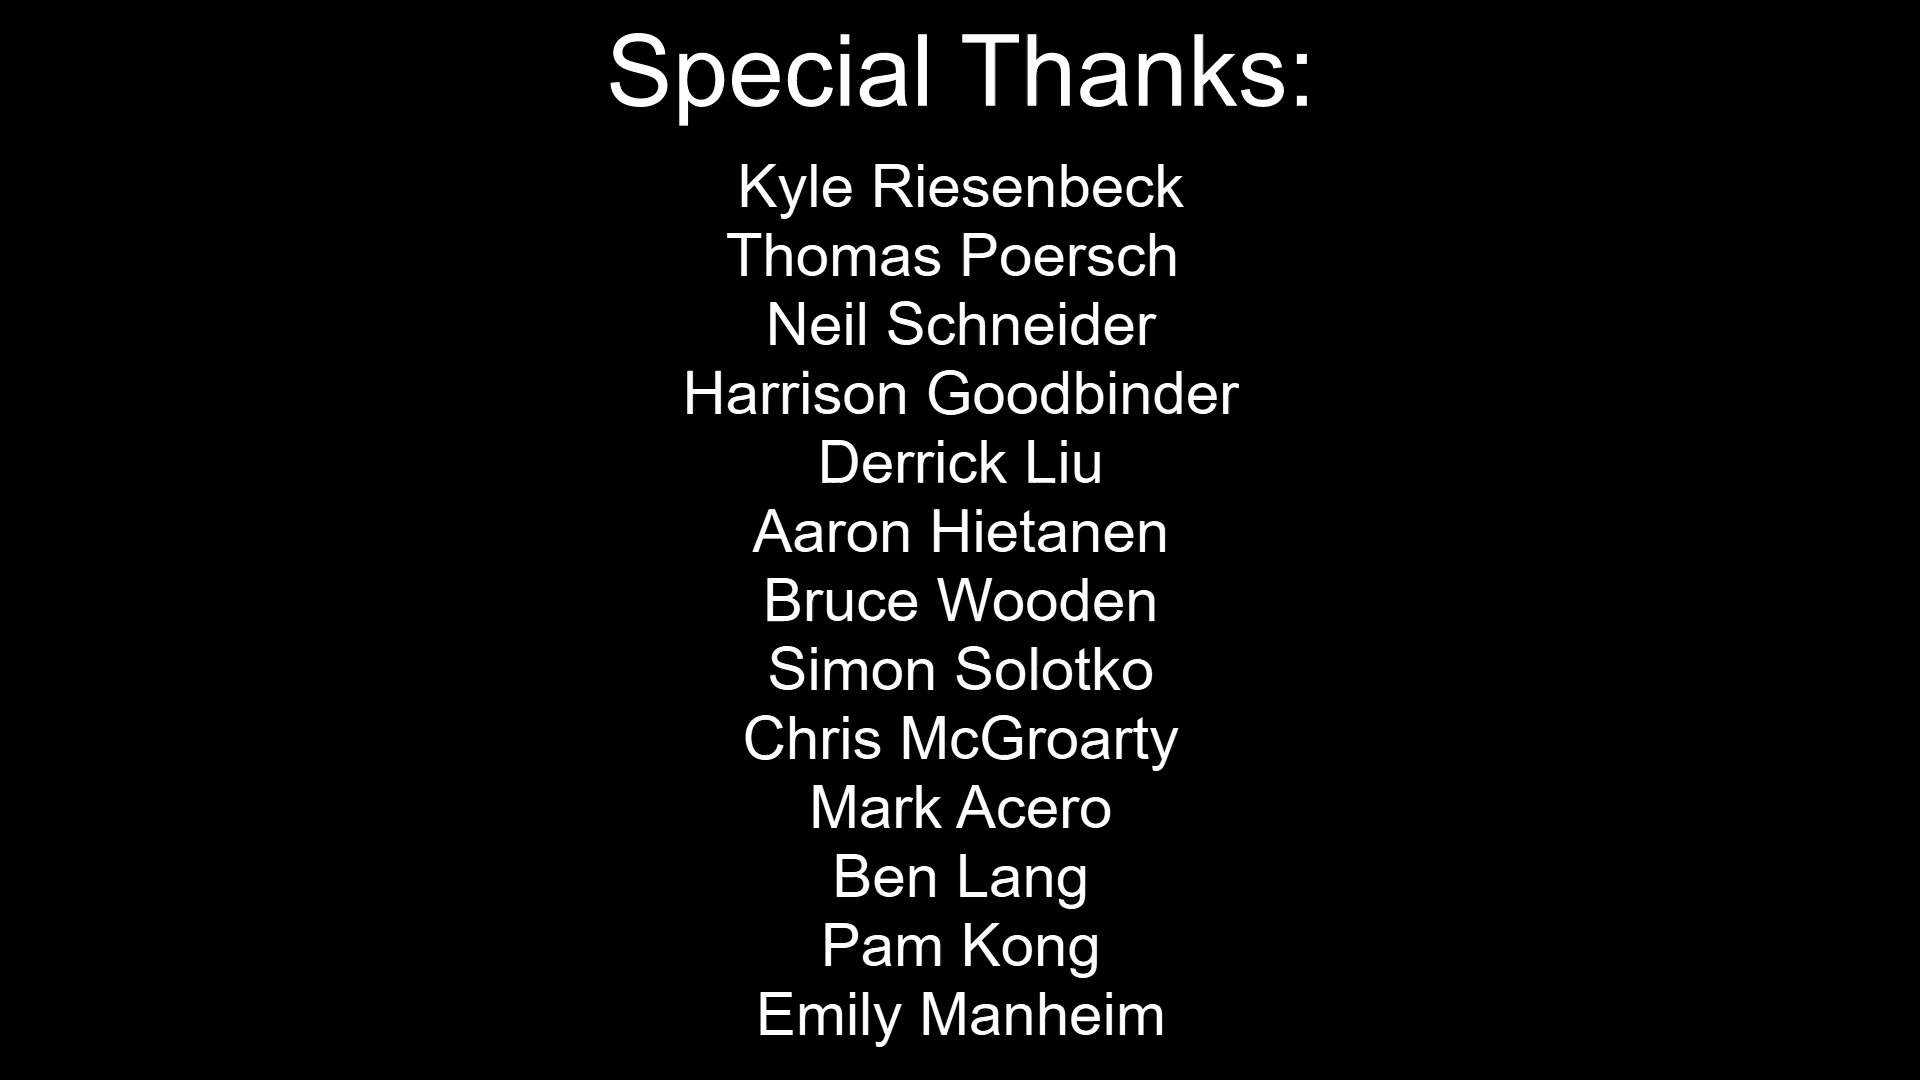 Special Thanks:
Kyle Riesenbeck
Thomas Poersch
Neil Schneider
Harrison Goodbinder
Derrick Liu
Aaron Hietanen
Bruce Wooden
Simon Solotko
Chris McGroarty
Mark Acero
Ben Lang
Pam Kong
Emily Manheim